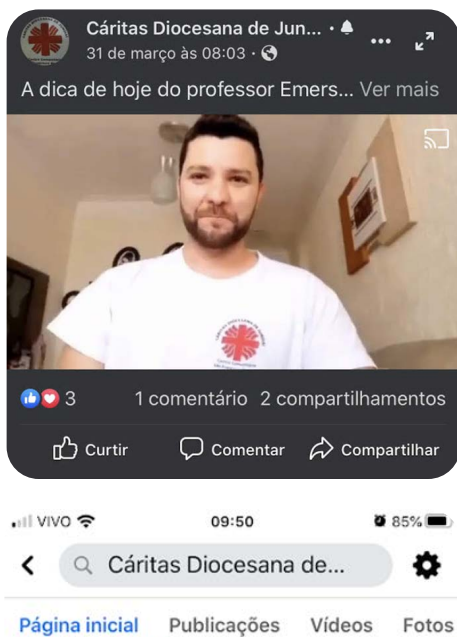 Cáritas Diocesana de Jun...
31 de março às 08:03
A dica de hoje do professor Emers... Ver mais
3 1 comentário 2 compartilhamentos
Curtir Comentar Compartilhar
VIVO 09:50 85%
Cáritas Diocesana de...
Página inicial Publicações Vídeos Fotos